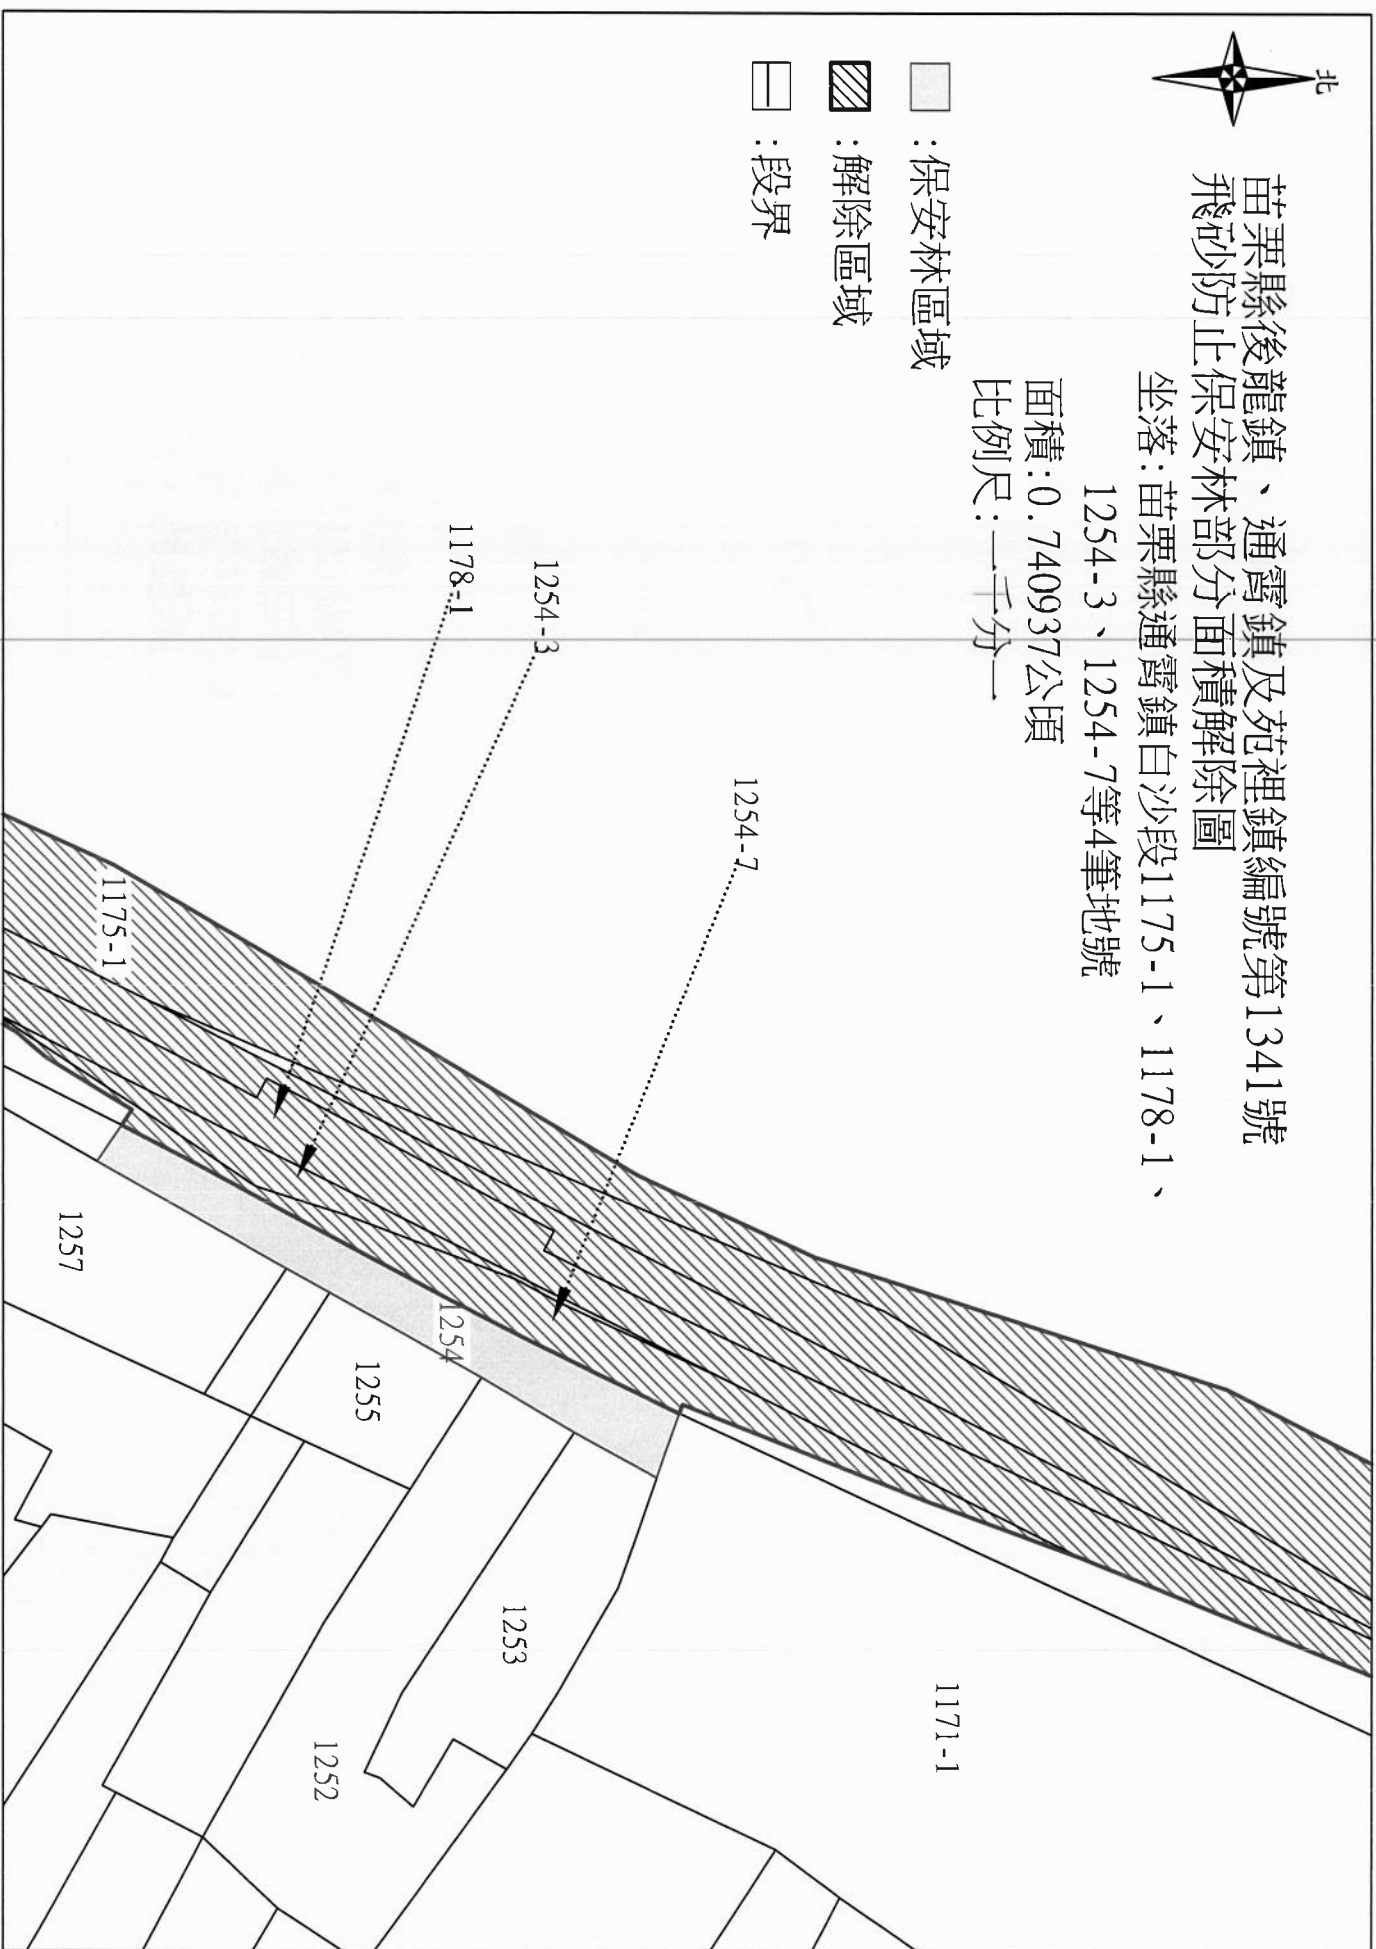 北
苗栗縣後龍鎮、通霄鎮及苑裡鎮編號第1341號
飛砂防止保安林部分面積解除圖
坐落:苗栗縣通霄鎮白沙段1175-1、1178-1、
1254-3、1254-7等4筆地號
面積:0.740937公頃
比例尺:二千分一
:保安林區域
:解除區域
:段界
1254-7
1254-3
1178-1
1175-1
1171-1
1253
1254
1255
1252
1257